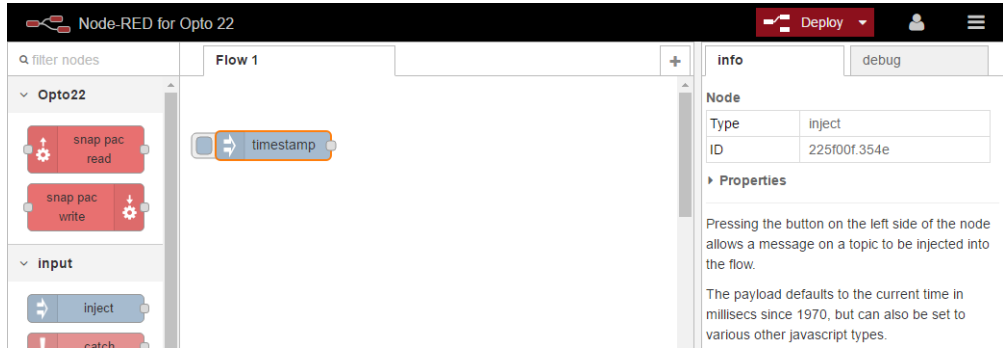 Node-RED for Opto 22
Deploy
filter nodes
Flow 1
+
info
debug
Opto22
snap pac
read
snap pac
write
input
inject
catch
timestamp
Node
Type inject
ID 225f00f.354e
Properties
Pressing the button on the left side of the node
allows a message on a topic to be injected into
the flow.
The payload defaults to the current time in
millisecs since 1970, but can also be set to
various other javascript types.